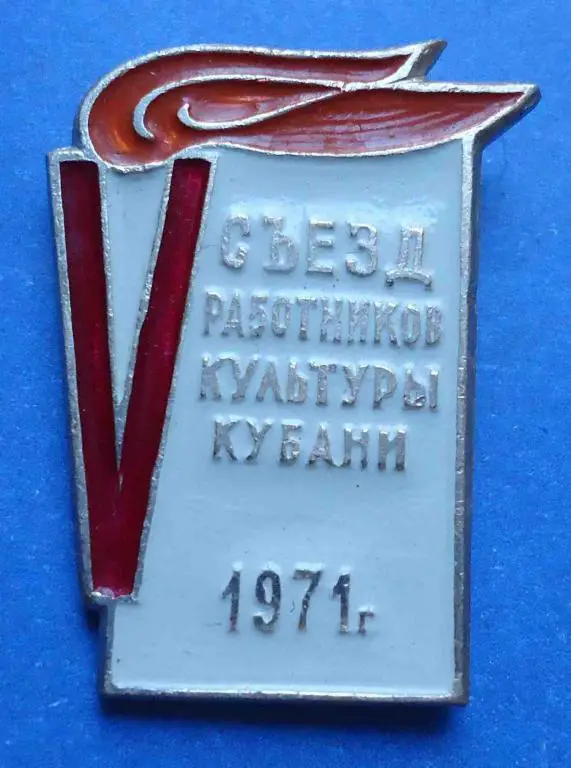 V
СЪЕЗД
РАБОТНИКОВ
КУЛЬТУРЫ
КУБАНИ
1971г